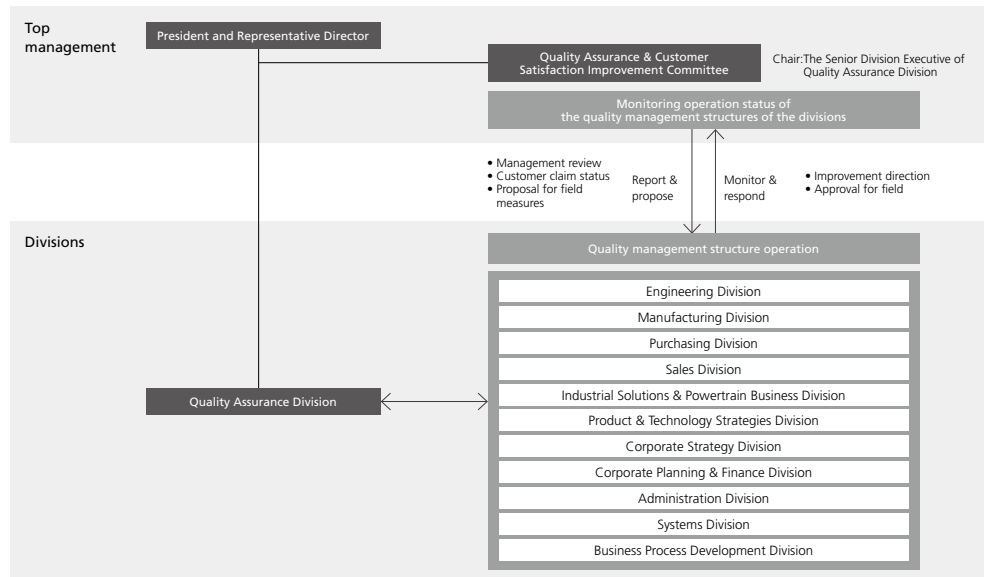 Top
management
President and Representative Director
Quality Assurance & Customer
Satisfaction Improvement Committee
Chair:The Senior Division Executive of
Quality Assurance Division
Monitoring operation status of
the quality management structures of the divisions
• Management review
• Customer claim status
• Proposal for field
measures
Report &
propose
Monitor &
respond
• Improvement direction
• Approval for field
Divisions
Quality management structure operation
Engineering Division
Manufacturing Division
Purchasing Division
Sales Division
Industrial Solutions & Powertrain Business Division
Product & Technology Strategies Division
Corporate Strategy Division
Corporate Planning & Finance Division
Administration Division
Systems Division
Business Process Development Division
Quality Assurance Division